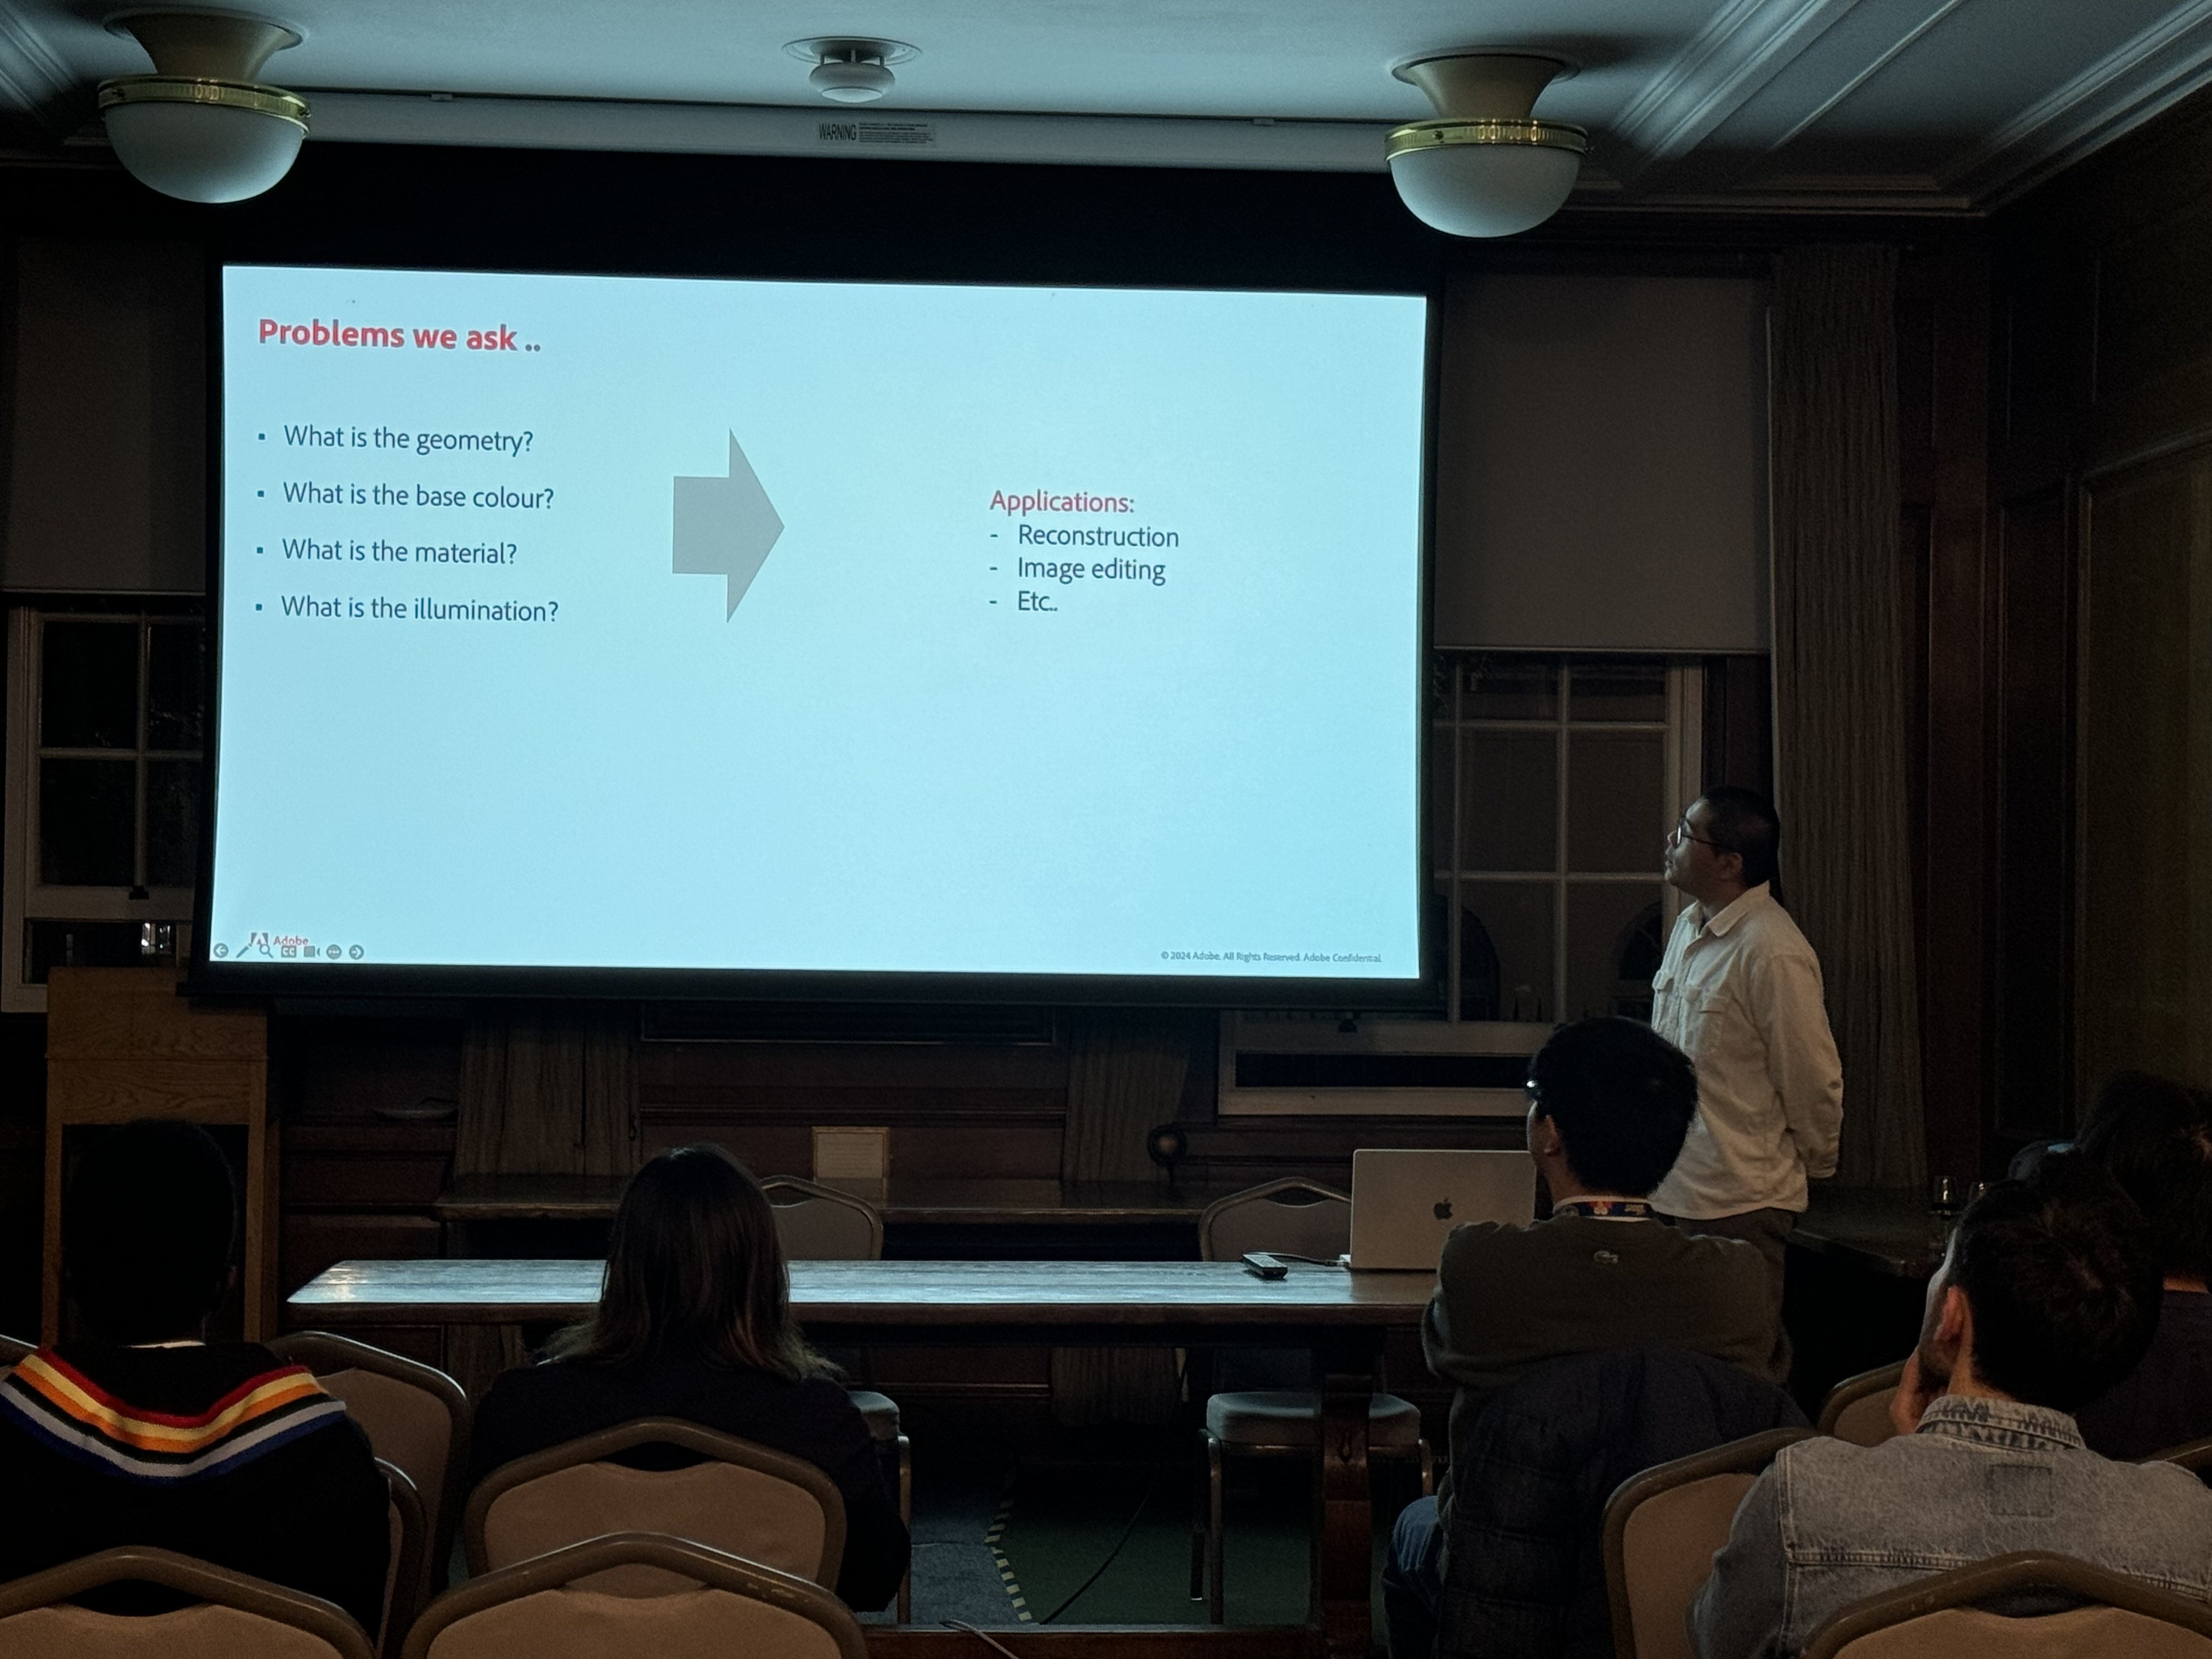 WARNING
Problems we ask ..
▪ What is the geometry?
▪ What is the base colour?
▪ What is the material?
▪ What is the illumination?
Applications:
- Reconstruction
- Image editing
- Etc..
Adobe
CC
© 2024 Adobe. All Rights Reserved. Adobe Confidential.